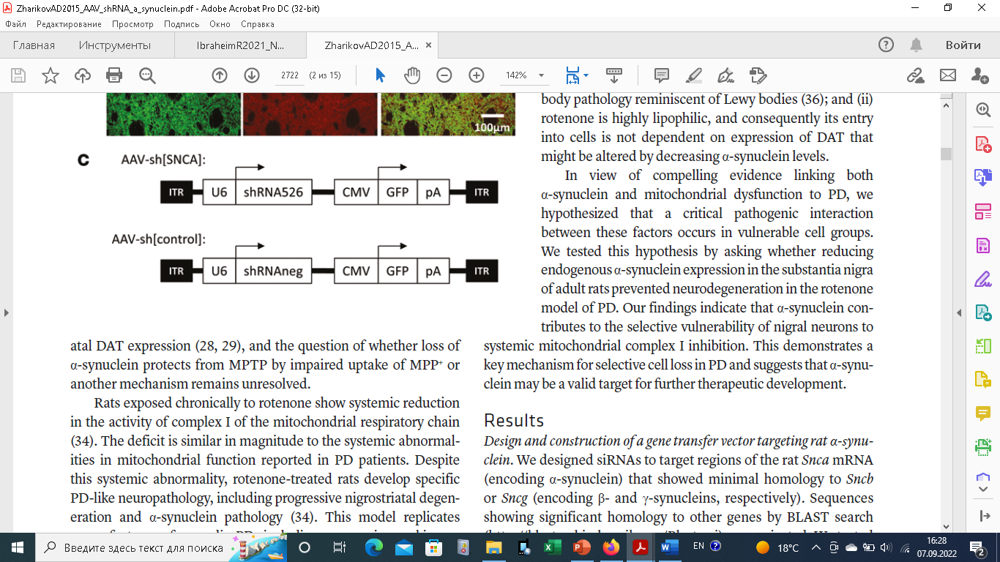 ZharikovAD2015_AAV_shRNA_a_synuclein.pdf - Adobe Acrobat Pro DC (32-bit)
Файл Редактирование Просмотр Подпись Окно Справка
Главная Инструменты IbraheimR2021_N... ZharikovAD2015_A... ×
Войти
2722 (2 из 15) 142%
100μm
body pathology reminiscent of Lewy bodies (36); and (ii)
rotenone is highly lipophilic, and consequently its entry
into cells is not dependent on expression of DAT that
might be altered by decreasing α-synuclein levels.
In view of compelling evidence linking both
α-synuclein and mitochondrial dysfunction to PD, we
hypothesized that a critical pathogenic interaction
between these factors occurs in vulnerable cell groups.
We tested this hypothesis by asking whether reducing
endogenous α-synuclein expression in the substantia nigra
of adult rats prevented neurodegeneration in the rotenone
model of PD. Our findings indicate that α-synuclein con-
tributes to the selective vulnerability of nigral neurons to
systemic mitochondrial complex I inhibition. This demonstrates a
key mechanism for selective cell loss in PD and suggests that α-synu-
clein may be a valid target for further therapeutic development.
C
AAV-sh[SNCA]:
ITR U6 shRNA526 CMV GFP pA ITR
AAV-sh[control]:
ITR U6 shRNAneg CMV GFP pA ITR
atal DAT expression (28, 29), and the question of whether loss of
α-synuclein protects from MPTP by impaired uptake of MPP⁺ or
another mechanism remains unresolved.
Rats exposed chronically to rotenone show systemic reduction
in the activity of complex I of the mitochondrial respiratory chain
(34). The deficit is similar in magnitude to the systemic abnormal-
ities in mitochondrial function reported in PD patients. Despite
this systemic abnormality, rotenone-treated rats develop specific
PD-like neuropathology, including progressive nigrostriatal degen-
eration and α-synuclein pathology (34). This model replicates
Results
Design and construction of a gene transfer vector targeting rat α-synu-
clein. We designed siRNAs to target regions of the rat Snca mRNA
(encoding α-synuclein) that showed minimal homology to Sncb
or Sncg (encoding β- and γ-synucleins, respectively). Sequences
showing significant homology to other genes by BLAST search
Введите здесь текст для поиска
EN
18°C
16:28
07.09.2022
2